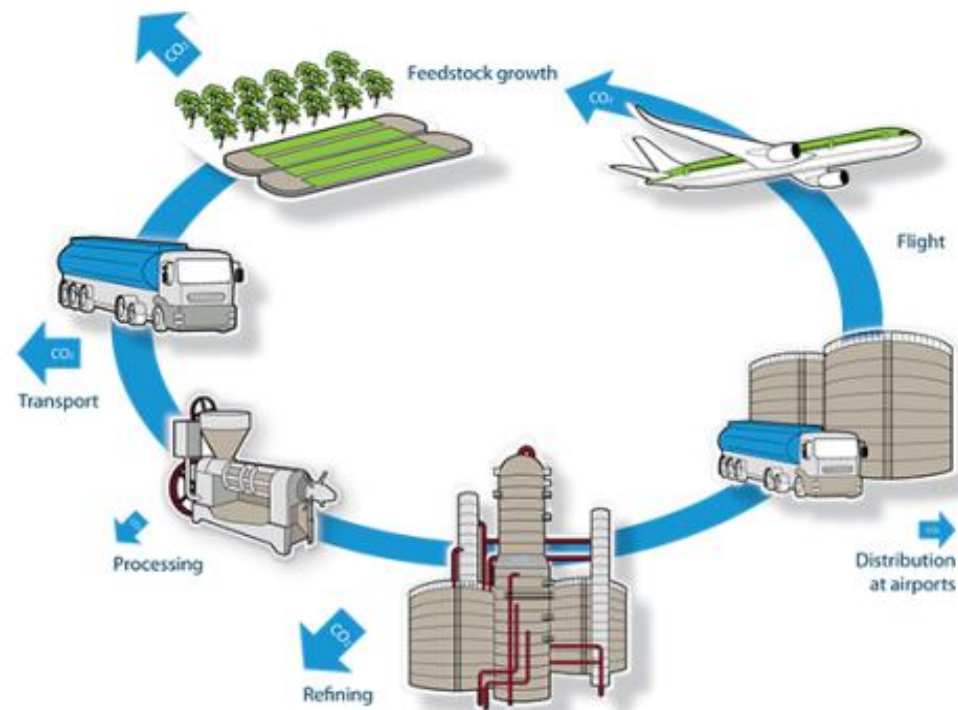 CO₂
Feedstock growth
CO₂
Flight
CO₂
Transport
Distribution
at airports
Processing
CO₂
Refining